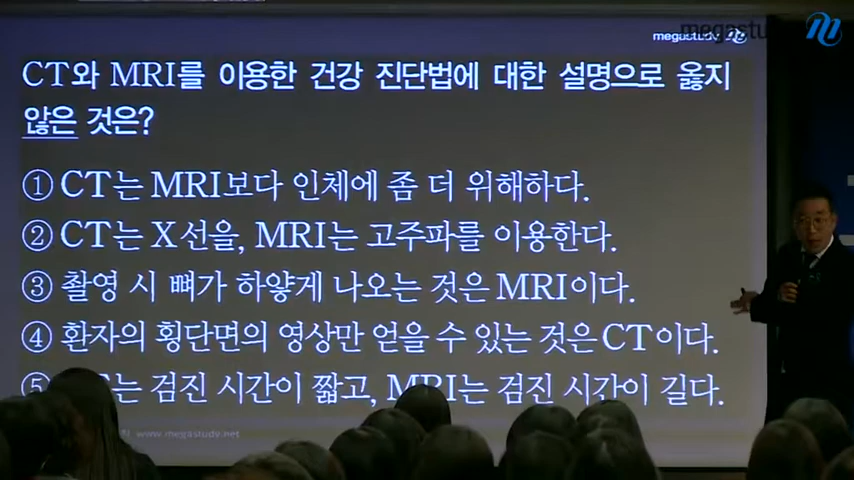 megastudy
megastudy
CT와 MRI를 이용한 건강 진단법에 대한 설명으로 옳지
않은 것은?
① CT는 MRI보다 인체에 좀 더 위해하다.
② CT는 X선을, MRI는 고주파를 이용한다.
③ 촬영 시 뼈가 하얗게 나오는 것은 MRI이다.
④ 환자의 횡단면의 영상만 얻을 수 있는 것은 CT이다.
⑤ 는 검진 시간이 짧고, MRI는 검진 시간이 길다.
www.megastudy.net